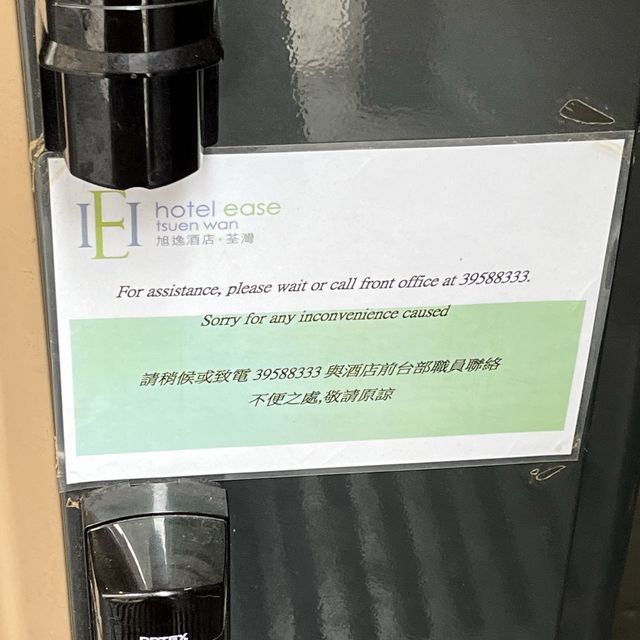 hotel ease
tsuen wan
旭逸酒店·荃灣
For assistance, please wait or call front office at 39588333.
Sorry for any inconvenience caused
請稍候或致電 39588333 與酒店前台部職員聯絡
不便之處,敬請原諒